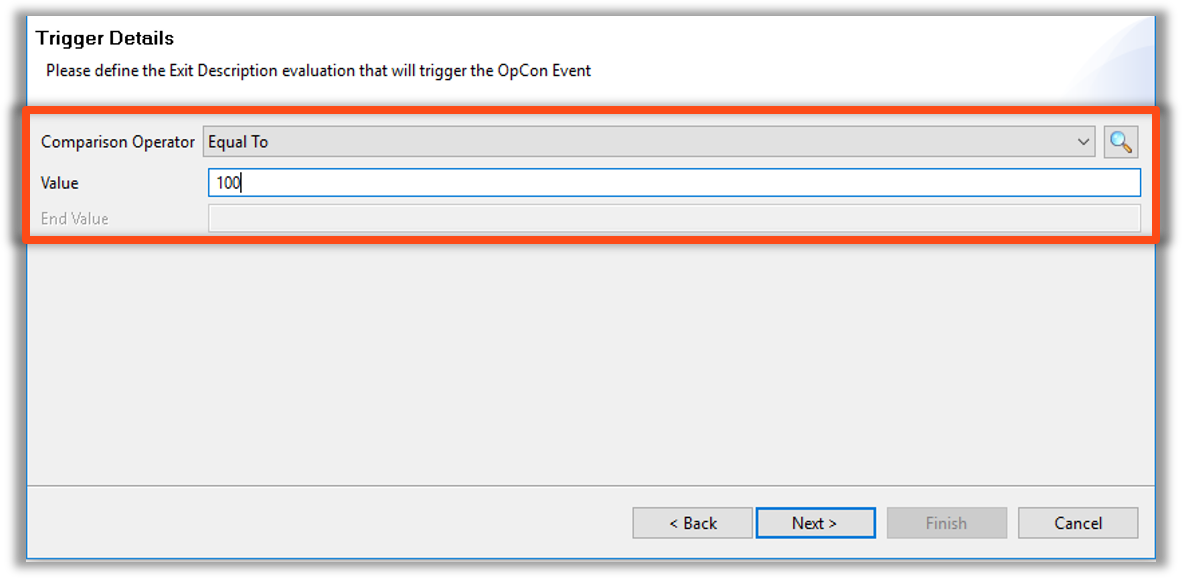 Trigger Details
Please define the Exit Description evaluation that will trigger the OpCon Event
Comparison Operator Equal To
Value 100
End Value
< Back Next > Finish Cancel